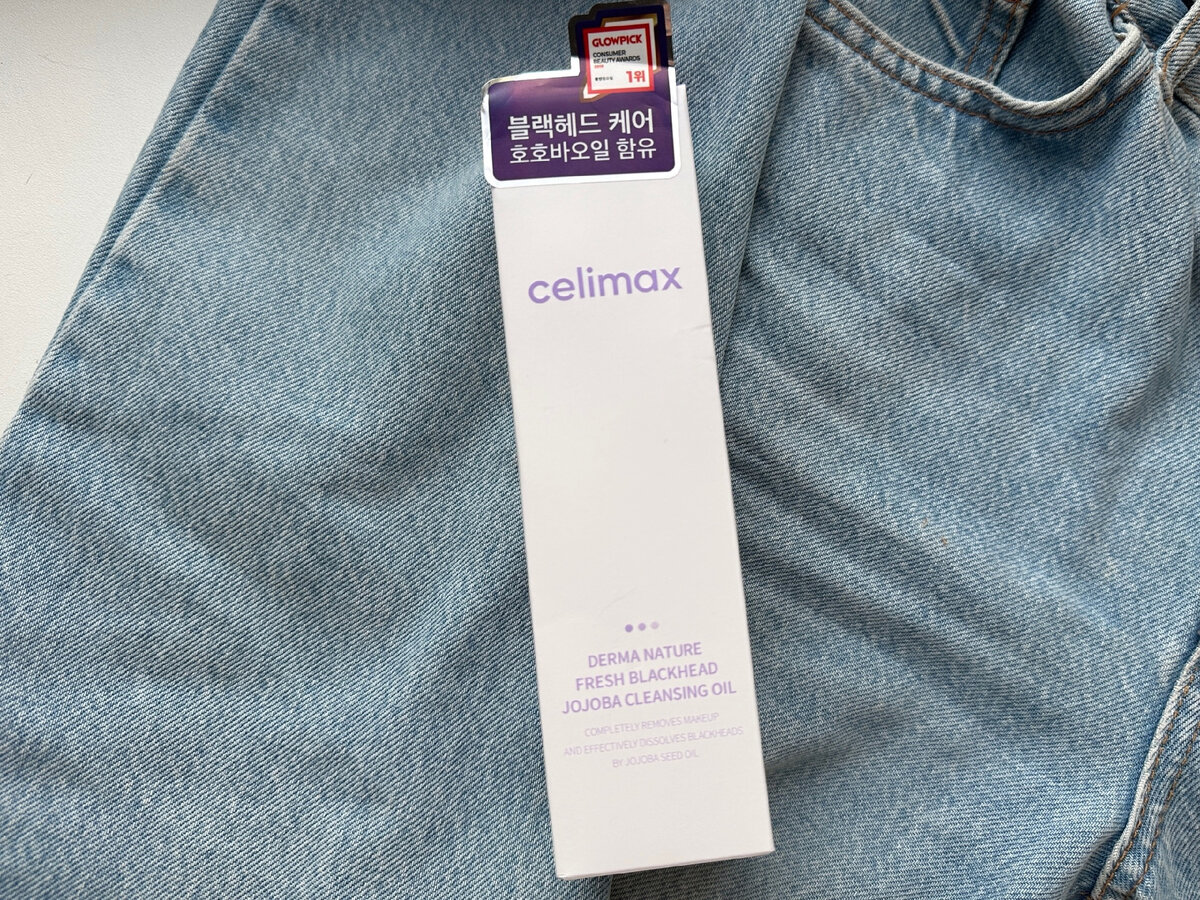 GLOWPICK
CONSUMER
BEAUTY AWARDS
1위
블랙헤드 케어
호호바오일 함유
celimax
DERMA NATURE
FRESH BLACKHEAD
JOJOBA CLEANSING OIL
COMPLETELY REMOVES MAKEUP
AND EFFECTIVELY DISSOLVES BLACKHEADS
BY JOJOBA SEED OIL